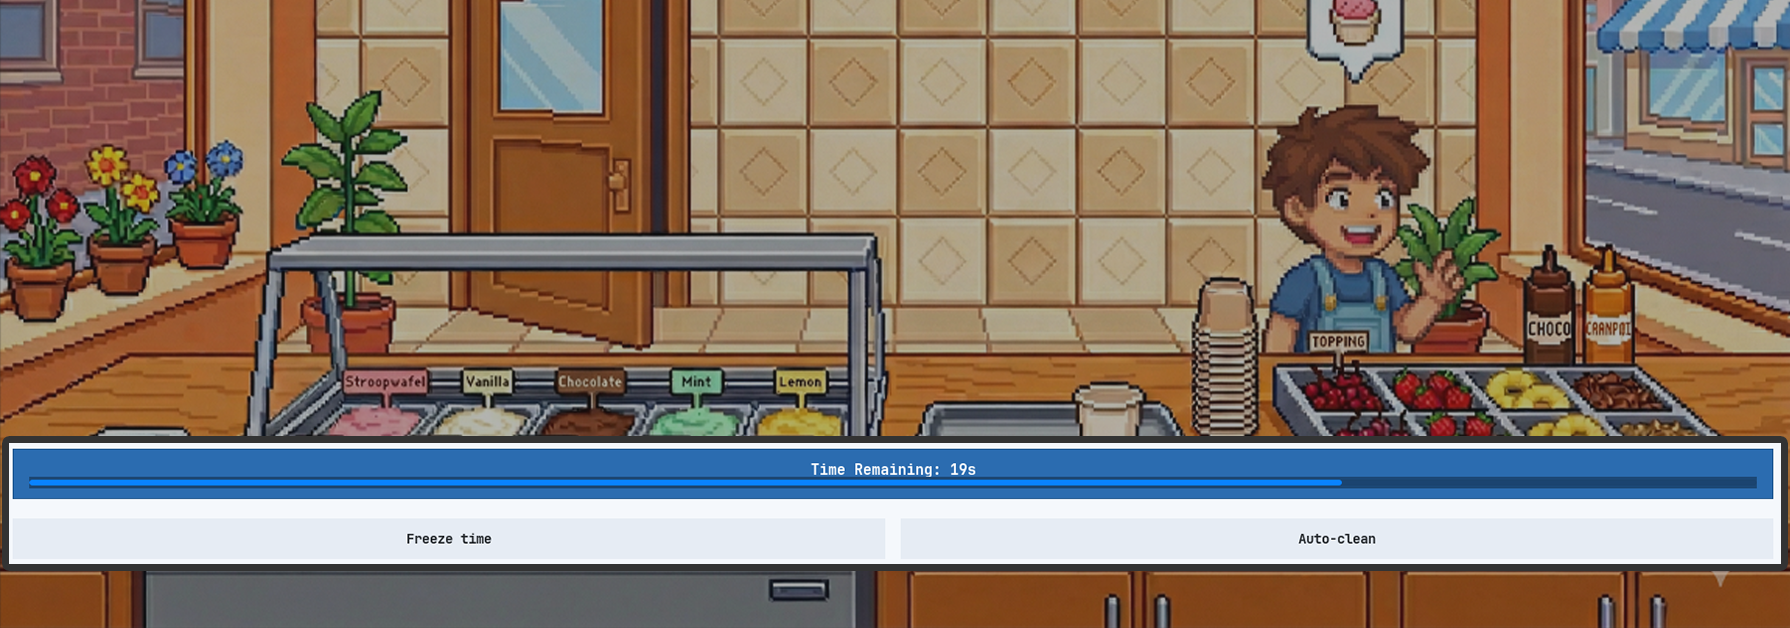 TOPPING
CHOCO
Stroopwafel
Vanilla
Chocolate
Mint
Lemon
Time Remaining: 19s
Freeze time
Auto-clean